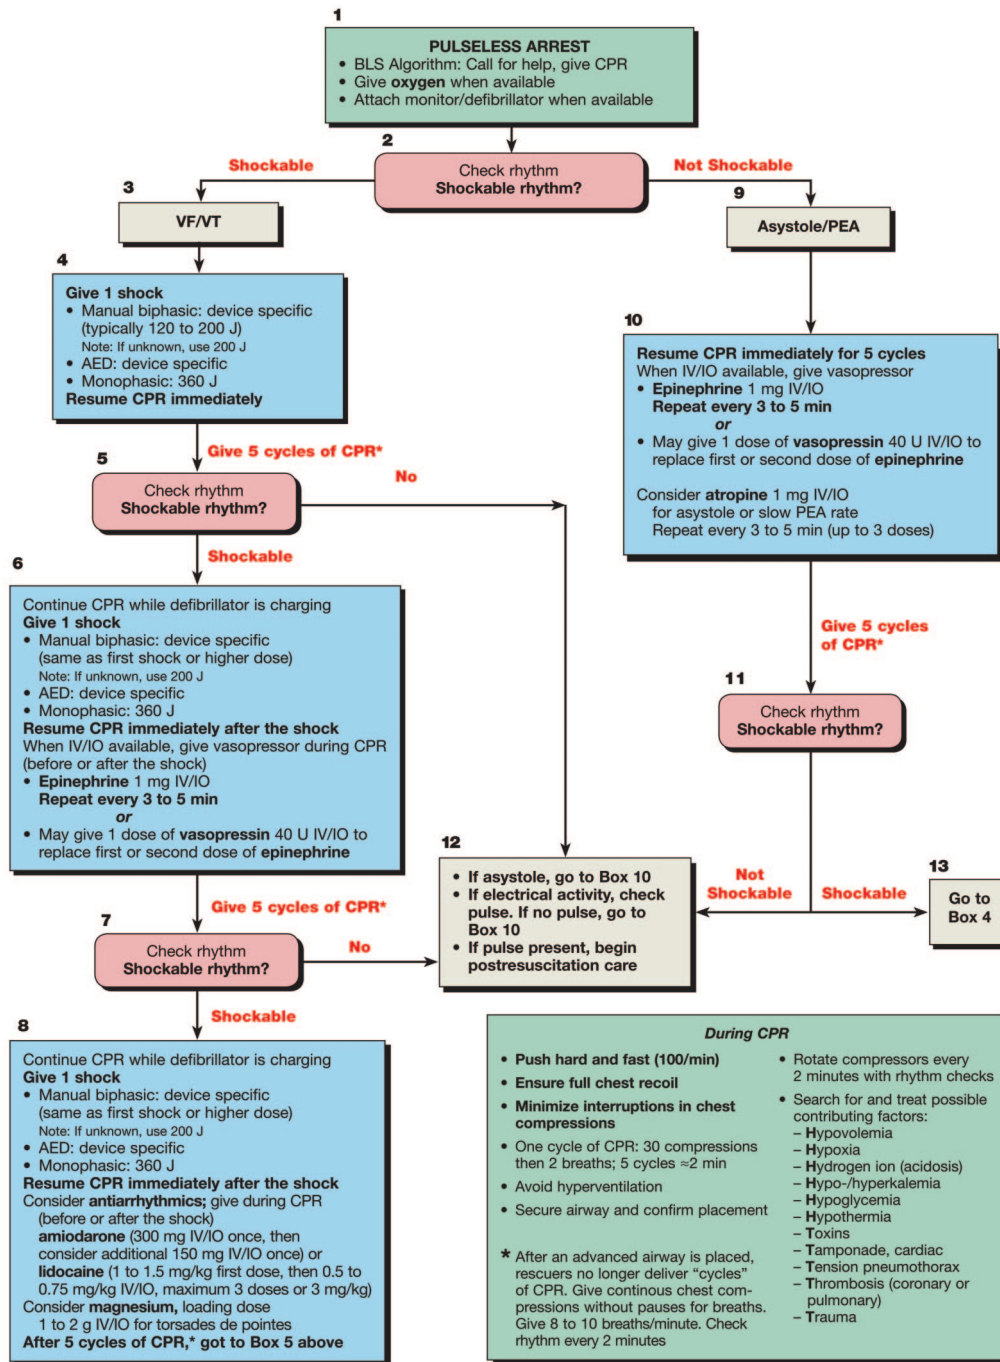 1
PULSELESS ARREST
• BLS Algorithm: Call for help, give CPR
• Give oxygen when available
• Attach monitor/defibrillator when available
2
Check rhythm
Shockable rhythm?
Shockable
Not Shockable
3
VF/VT
4
Give 1 shock
• Manual biphasic: device specific
(typically 120 to 200 J)
Note: If unknown, use 200 J
• AED: device specific
• Monophasic: 360 J
Resume CPR immediately
Give 5 cycles of CPR*
5
Check rhythm
Shockable rhythm?
No
Shockable
6
Continue CPR while defibrillator is charging
Give 1 shock
• Manual biphasic: device specific
(same as first shock or higher dose)
Note: If unknown, use 200 J
• AED: device specific
• Monophasic: 360 J
Resume CPR immediately after the shock
When IV/IO available, give vasopressor during CPR
(before or after the shock)
• Epinephrine 1 mg IV/IO
Repeat every 3 to 5 min
or
• May give 1 dose of vasopressin 40 U IV/IO to
replace first or second dose of epinephrine
Give 5 cycles of CPR*
7
Check rhythm
Shockable rhythm?
No
Shockable
8
Continue CPR while defibrillator is charging
Give 1 shock
• Manual biphasic: device specific
(same as first shock or higher dose)
Note: If unknown, use 200 J
• AED: device specific
• Monophasic: 360 J
Resume CPR immediately after the shock
Consider antiarrhythmics; give during CPR
(before or after the shock)
amiodarone (300 mg IV/IO once, then
consider additional 150 mg IV/IO once) or
lidocaine (1 to 1.5 mg/kg first dose, then 0.5 to
0.75 mg/kg IV/IO, maximum 3 doses or 3 mg/kg)
Consider magnesium, loading dose
1 to 2 g IV/IO for torsades de pointes
After 5 cycles of CPR,* got to Box 5 above
9
Asystole/PEA
10
Resume CPR immediately for 5 cycles
When IV/IO available, give vasopressor
• Epinephrine 1 mg IV/IO
Repeat every 3 to 5 min
or
• May give 1 dose of vasopressin 40 U IV/IO to
replace first or second dose of epinephrine
Consider atropine 1 mg IV/IO
for asystole or slow PEA rate
Repeat every 3 to 5 min (up to 3 doses)
Give 5 cycles
of CPR*
11
Check rhythm
Shockable rhythm?
Not
Shockable
Shockable
12
• If asystole, go to Box 10
• If electrical activity, check
pulse. If no pulse, go to
Box 10
• If pulse present, begin
postresuscitation care
13
Go to
Box 4
During CPR
• Push hard and fast (100/min)
• Ensure full chest recoil
• Minimize interruptions in chest
compressions
• One cycle of CPR: 30 compressions
then 2 breaths; 5 cycles ≈2 min
• Avoid hyperventilation
• Secure airway and confirm placement
* After an advanced airway is placed,
rescuers no longer deliver “cycles”
of CPR. Give continous chest com-
pressions without pauses for breaths.
Give 8 to 10 breaths/minute. Check
rhythm every 2 minutes
• Rotate compressors every
2 minutes with rhythm checks
• Search for and treat possible
contributing factors:
– Hypovolemia
– Hypoxia
– Hydrogen ion (acidosis)
– Hypo-/hyperkalemia
– Hypoglycemia
– Hypothermia
– Toxins
– Tamponade, cardiac
– Tension pneumothorax
– Thrombosis (coronary or
pulmonary)
– Trauma